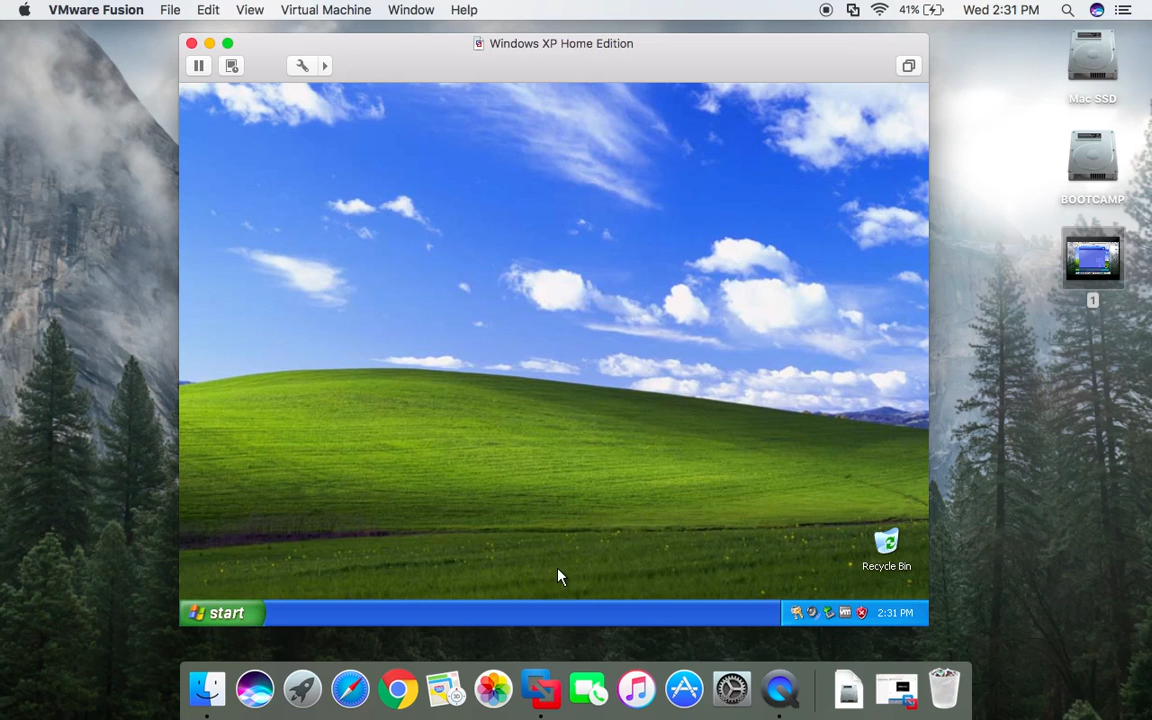 VMware Fusion File Edit View Virtual Machine Window Help 41% Wed 2:31 PM
Windows XP Home Edition
Mac SSD
BOOTCAMP
1
Recycle Bin
start 2:31 PM